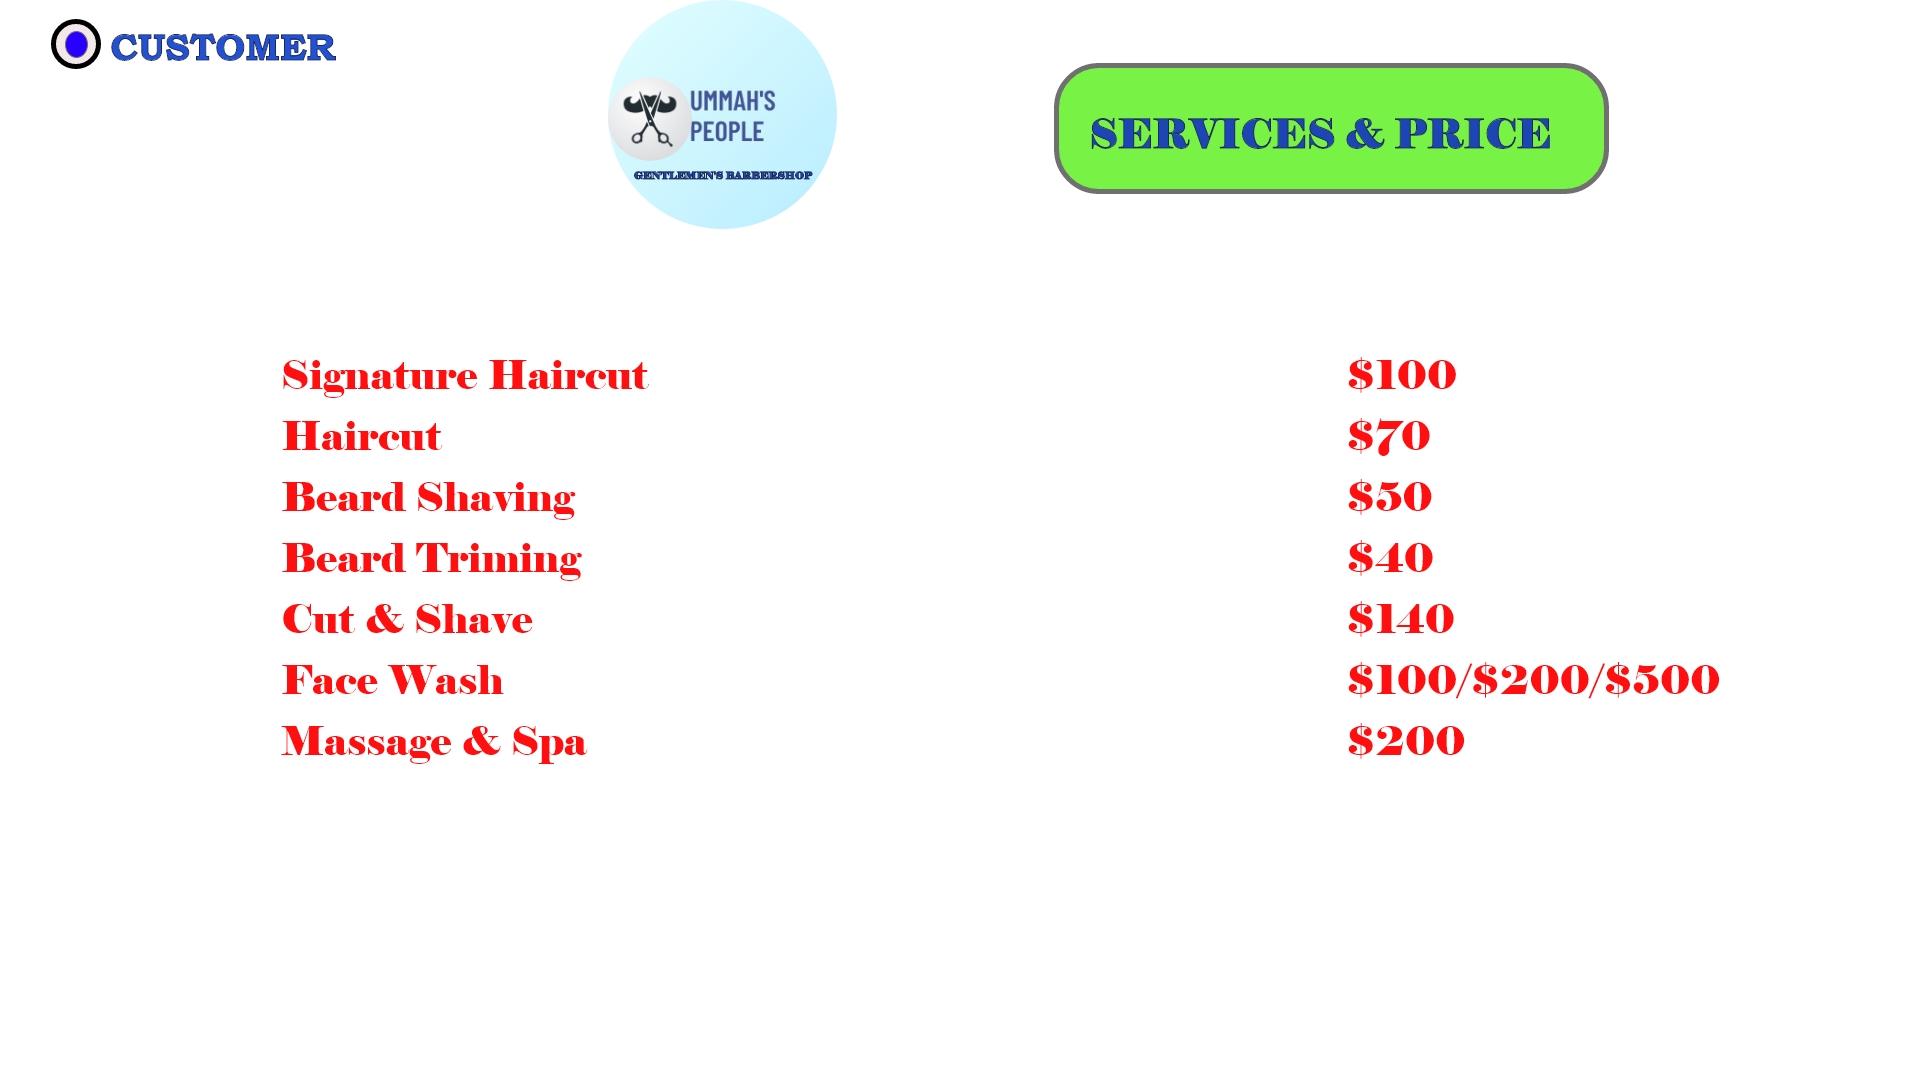 CUSTOMER
UMMAH'S
PEOPLE
GENTLEMEN'S BARBERSHOP
SERVICES & PRICE
Signature Haircut $100
Haircut $70
Beard Shaving $50
Beard Triming $40
Cut & Shave $140
Face Wash $100/$200/$500
Massage & Spa $200